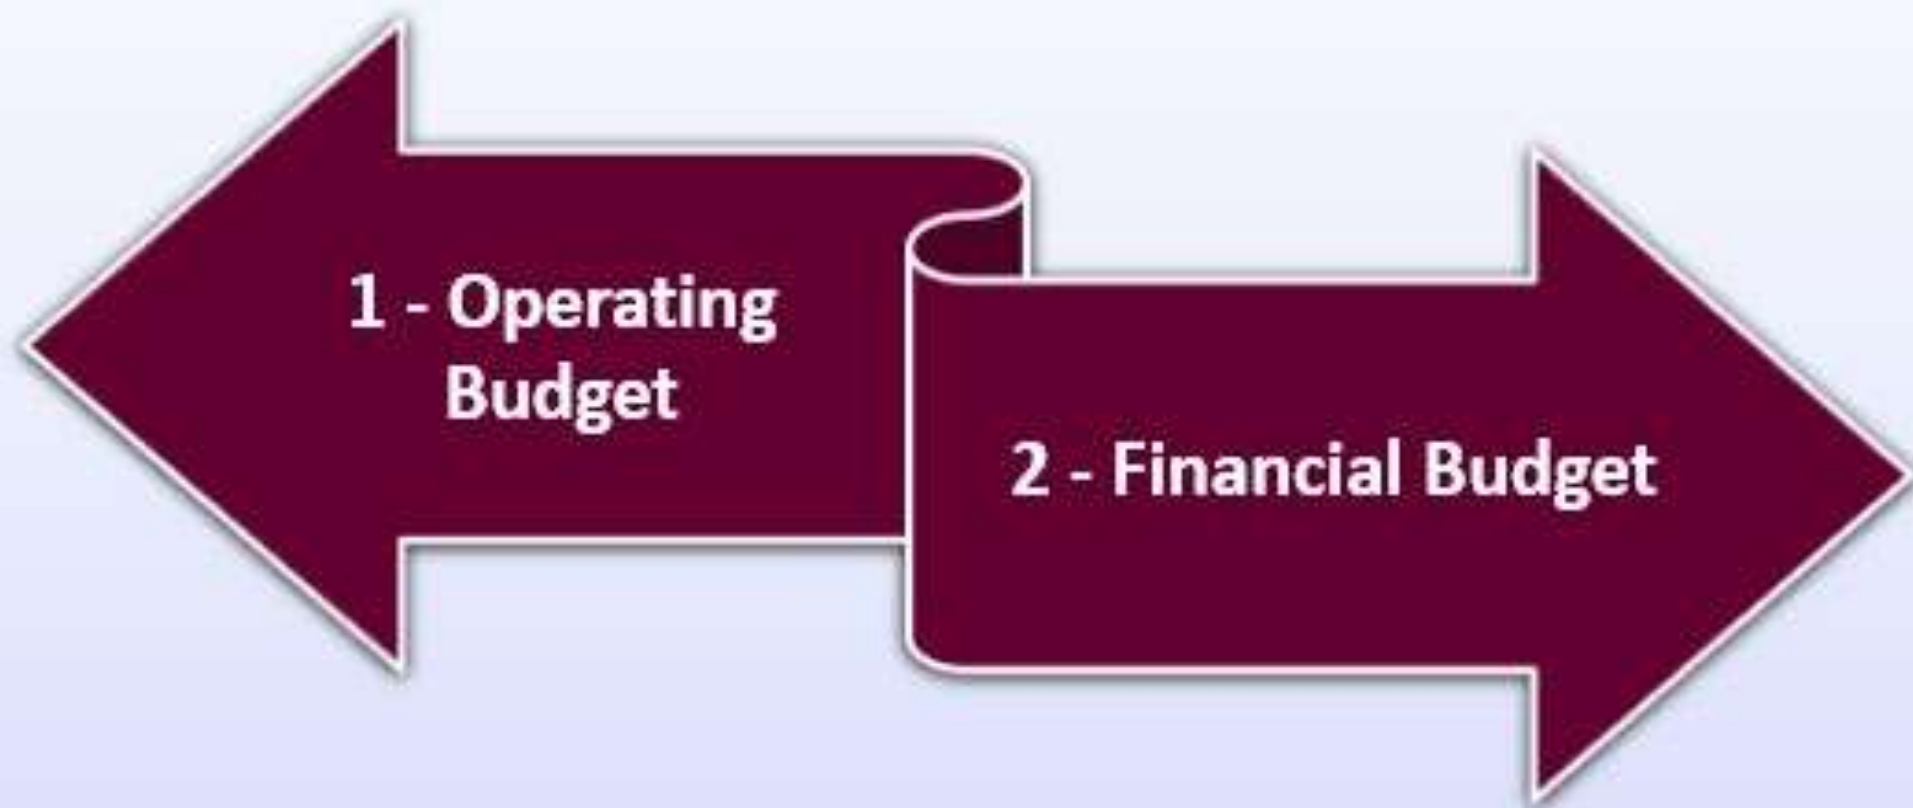 1 - Operating
Budget
2 - Financial Budget